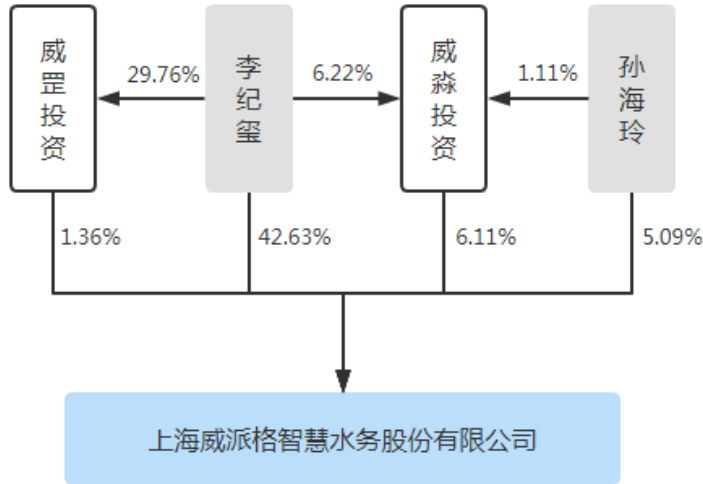 威罡投资
29.76%
李纪玺
6.22%
威淼投资
1.11%
孙海玲
1.36%
42.63%
6.11%
5.09%
上海威派格智慧水务股份有限公司